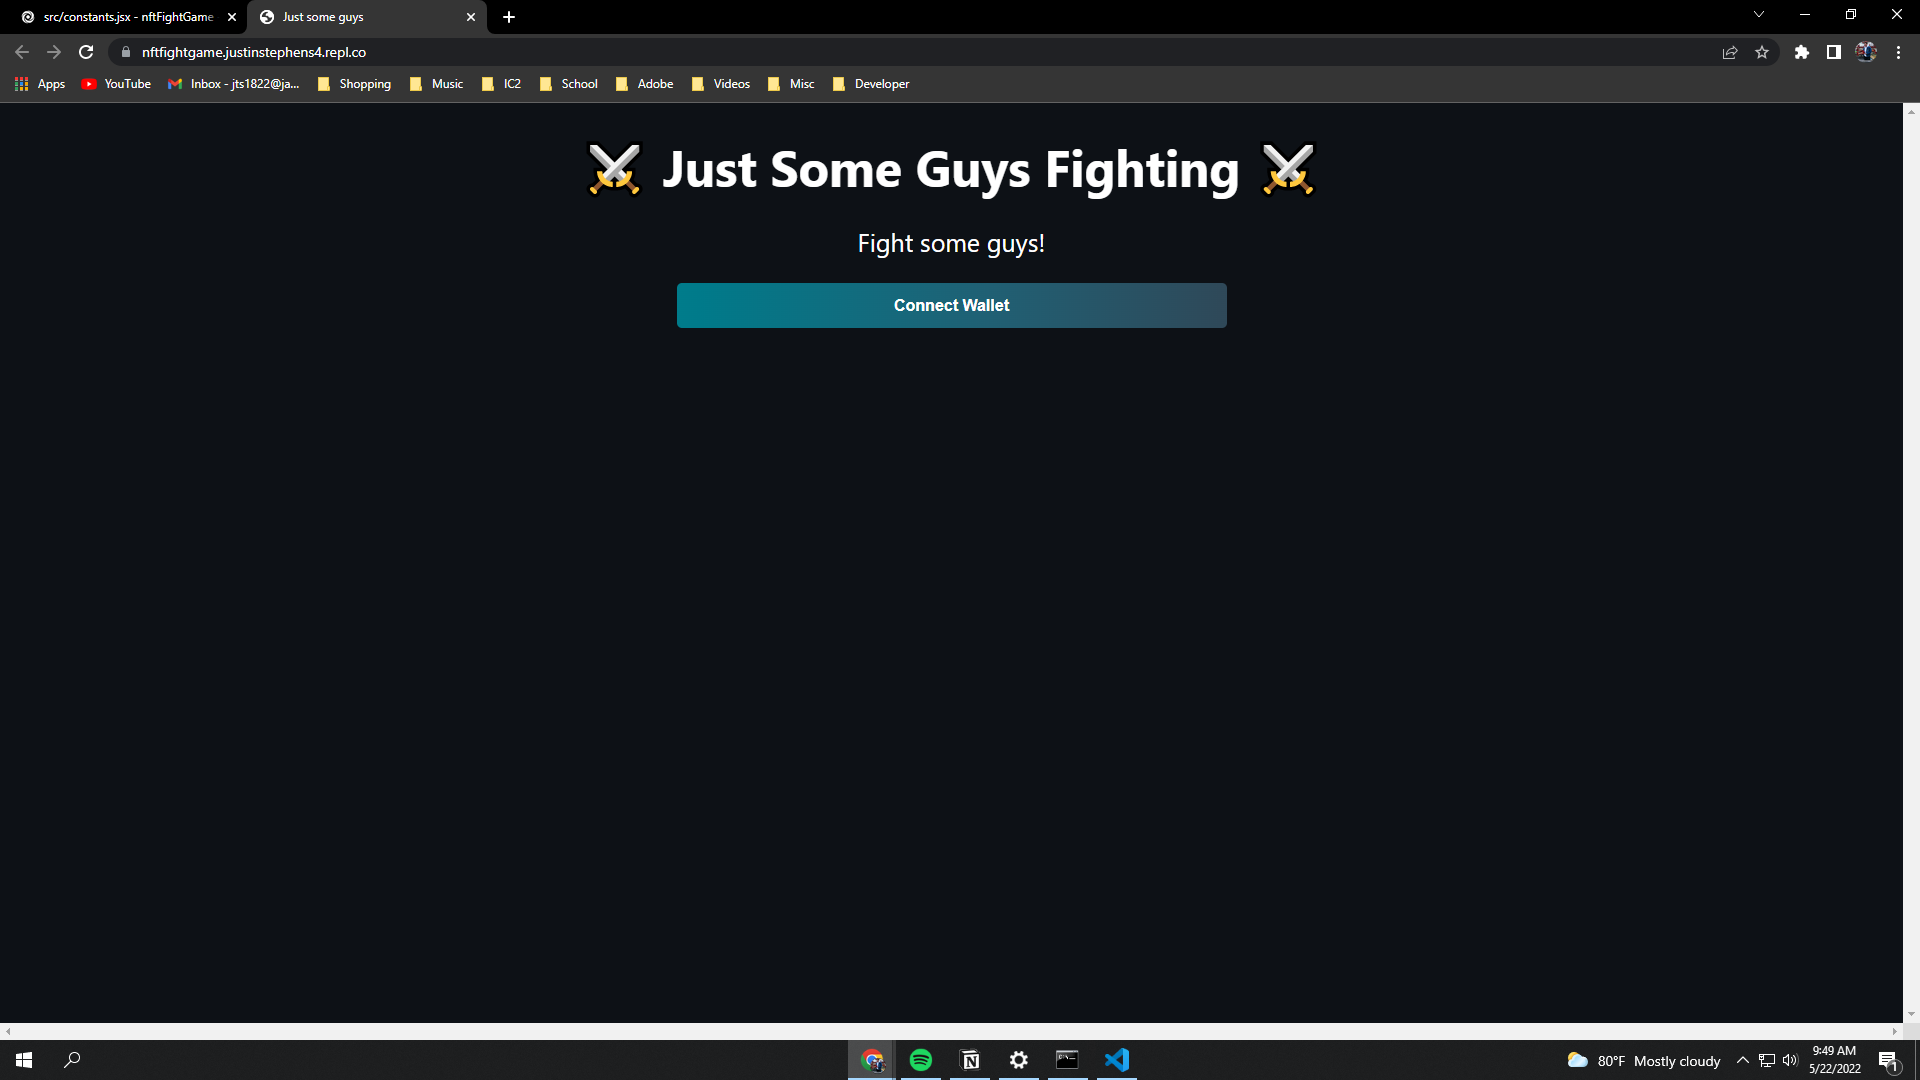 src/constants.jsx - nftFightGame
Just some guys
nftfightgame.justinstephens4.repl.co
Apps
YouTube
Inbox - jts1822@ja...
Shopping
Music
IC2
School
Adobe
Videos
Misc
Developer
Just Some Guys Fighting
Fight some guys!
Connect Wallet
80°F Mostly cloudy
9:49 AM
5/22/2022
1